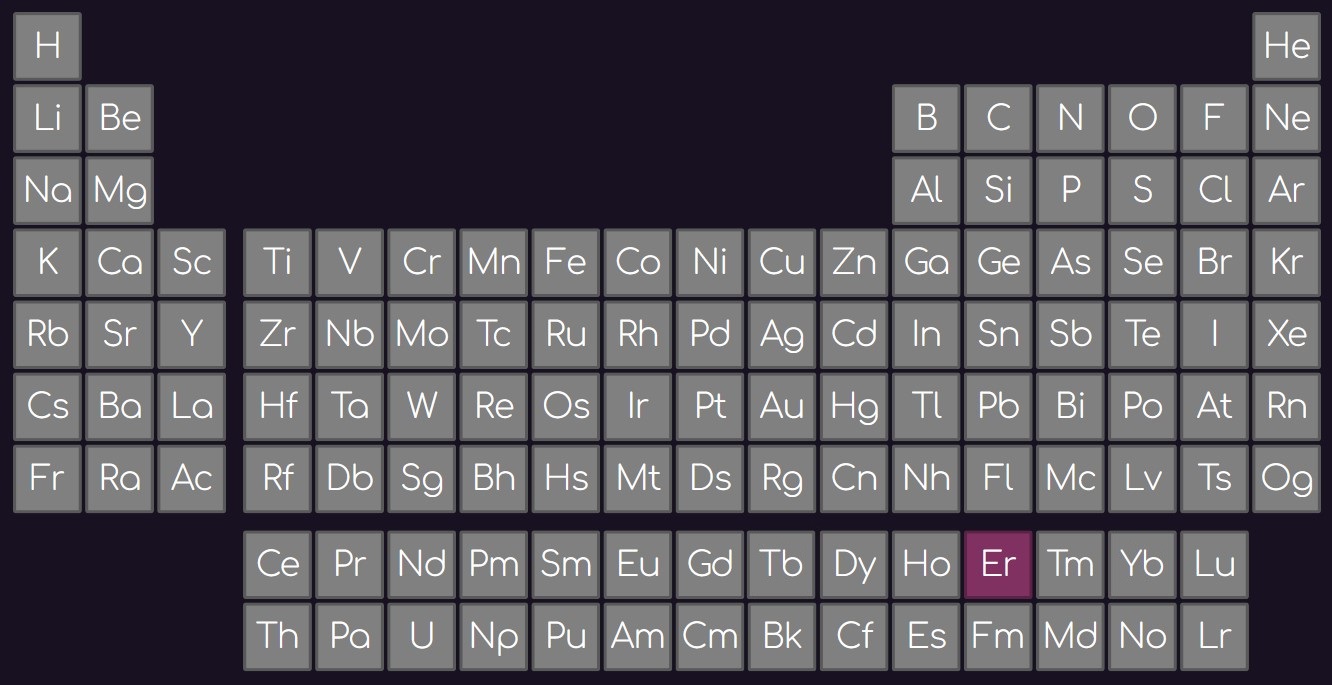 H He
Li Be B C N O F Ne
Na Mg Al Si P S Cl Ar
K Ca Sc Ti V Cr Mn Fe Co Ni Cu Zn Ga Ge As Se Br Kr
Rb Sr Y Zr Nb Mo Tc Ru Rh Pd Ag Cd In Sn Sb Te I Xe
Cs Ba La Hf Ta W Re Os Ir Pt Au Hg Tl Pb Bi Po At Rn
Fr Ra Ac Rf Db Sg Bh Hs Mt Ds Rg Cn Nh Fl Mc Lv Ts Og
Ce Pr Nd Pm Sm Eu Gd Tb Dy Ho Er Tm Yb Lu
Th Pa U Np Pu Am Cm Bk Cf Es Fm Md No Lr